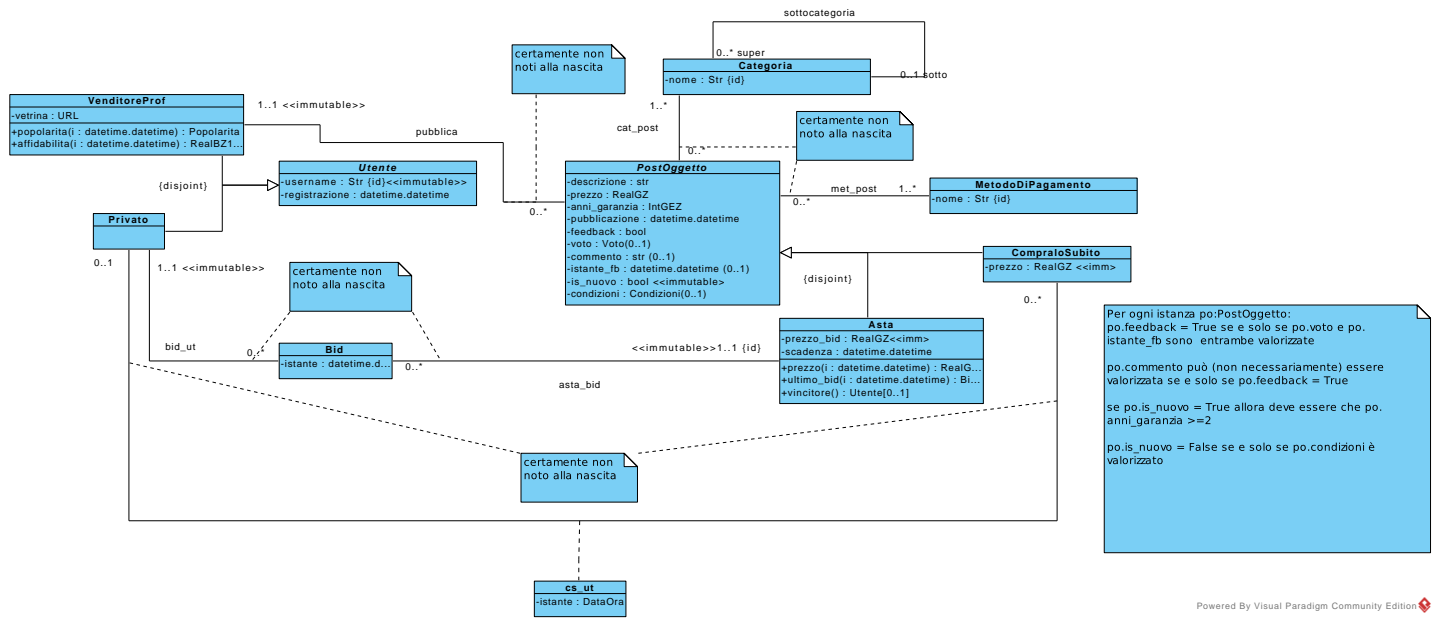 sottocategoria
0..* super
Categoria
-nome : Str {id}
0..1 sotto
certamente non
noti alla nascita
VenditoreProf
-vetrina : URL
+popolarita(i : datetime.datetime) : Popolarita
+affidabilita(i : datetime.datetime) : RealBZ1...
1..1 <<immutable>>
pubblica
1..*
cat_post
0..*
certamente non
noto alla nascita
{disjoint}
Utente
-username : Str {id}<<immutable>>
-registrazione : datetime.datetime
0..*
PostOggetto
-descrizione : str
-prezzo : RealGZ
-anni_garanzia : IntGEZ
-pubblicazione : datetime.datetime
-feedback : bool
-voto : Voto(0..1)
-commento : str (0..1)
-istante_fb : datetime.datetime (0..1)
-is_nuovo : bool <<immutable>
-condizioni : Condizioni(0..1)
met_post
1..*
0..*
MetodoDiPagamento
-nome : Str {id}
Privato
0..1
1..1 <<immutable>>
certamente non
noto alla nascita
{disjoint}
CompraloSubito
-prezzo : RealGZ <<imm>
0..*
bid_ut
0..*
Bid
-istante : datetime.d...
0..*
asta_bid
<<immutable>>1..1 {id}
Asta
-prezzo_bid : RealGZ<<imm>
-scadenza : datetime.datetime
+prezzo(i : datetime.datetime) : RealG...
+ultimo_bid(i : datetime.datetime) : Bi...
+vincitore() : Utente[0..1]
Per ogni istanza po:PostOggetto:
po.feedback = True se e solo se po.voto e po.
istante_fb sono  entrambe valorizzate
po.commento può (non necessariamente) essere
valorizzata se e solo se po.feedback = True
se po.is_nuovo = True allora deve essere che po.
anni_garanzia >=2
po.is_nuovo = False se e solo se po.condizioni è
valorizzato
certamente non
noto alla nascita
cs_ut
-istante : DataOra
Powered By Visual Paradigm Community Edition